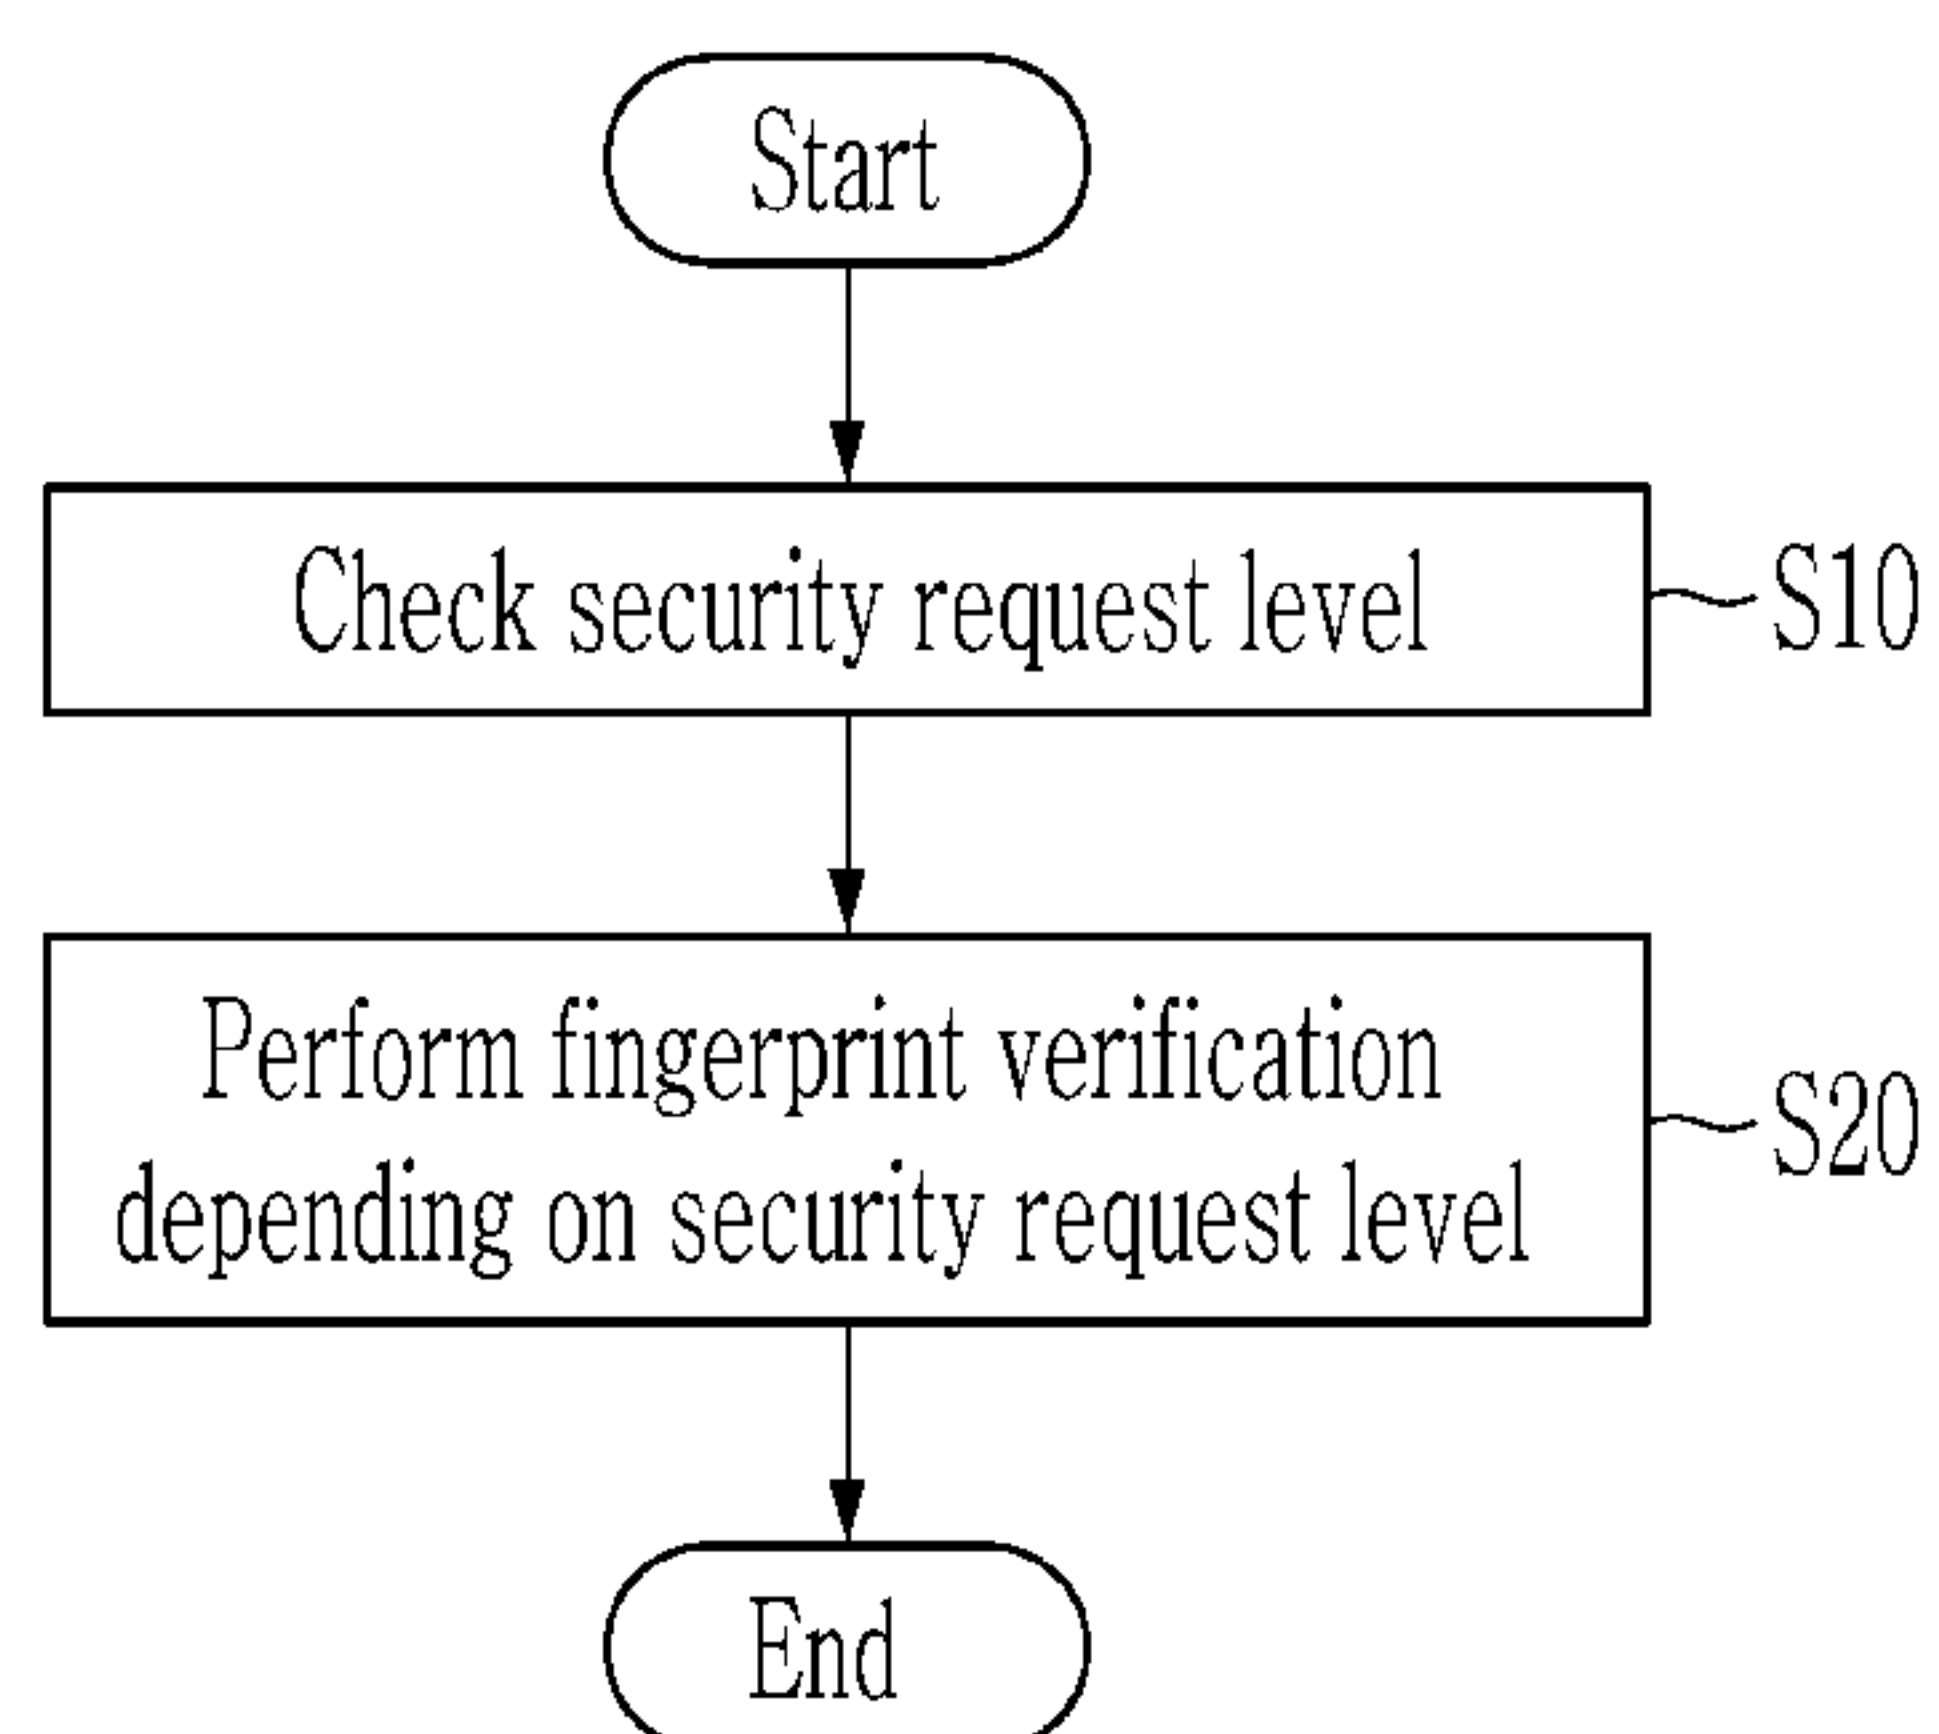 Start
Check security request level
S10
Perform fingerprint verification
depending on security request level
S20
End